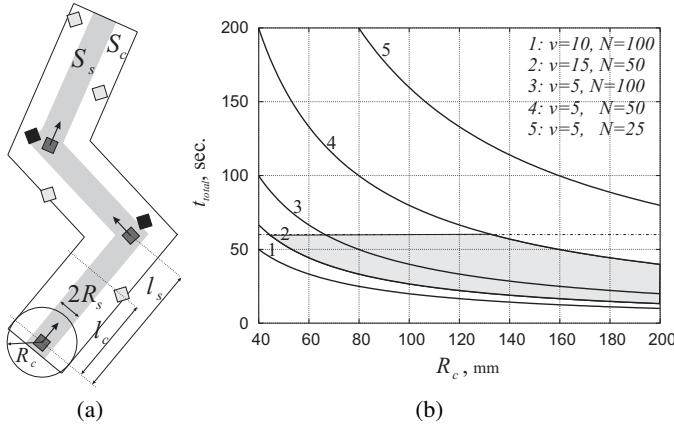 S_s
S_c
2R_s
l_s
l_c
R_c
(a)
200
150
100
50
0
t_total, sec.
40
60
80
100
120
140
160
180
200
R_c, mm
1
2
3
4
5
1: v=10, N=100
2: v=15, N=50
3: v=5, N=100
4: v=5, N=50
5: v=5, N=25
(b)